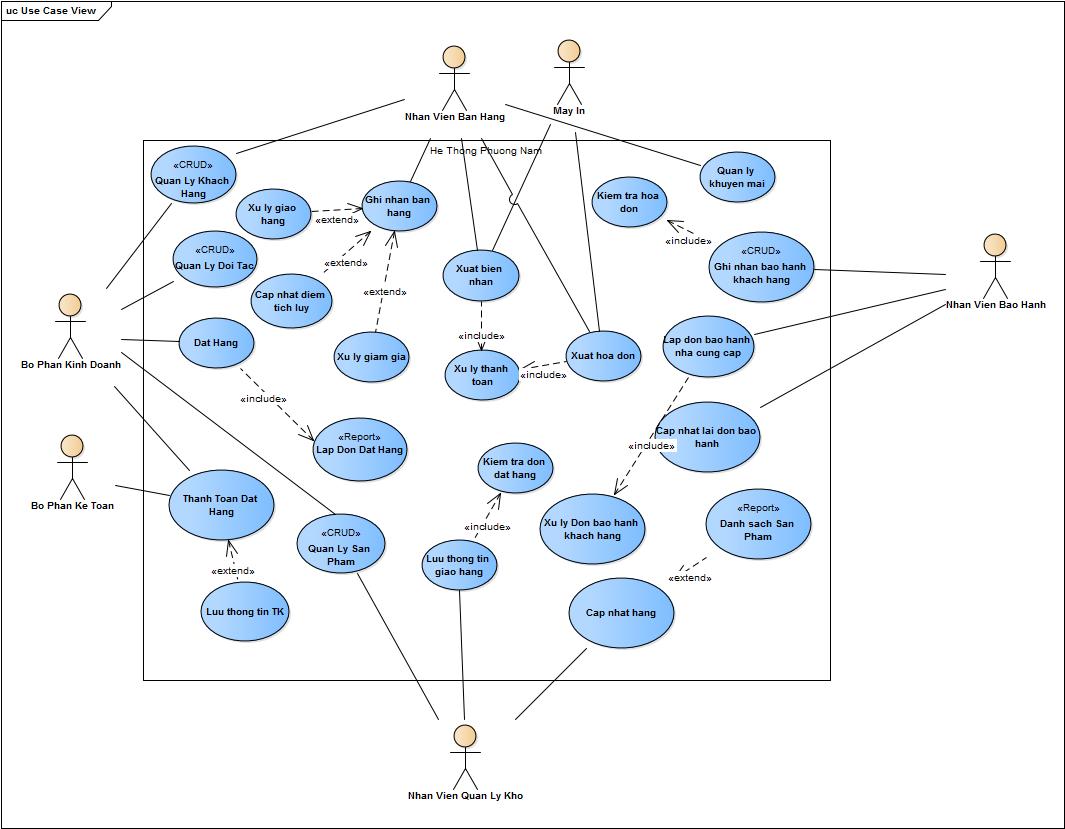 uc Use Case View
Nhan Vien Ban Hang
May In
He Thong Phuong Nam
«CRUD»
Quan Ly Khach
Hang
Xu ly giao
hang
«extend»
Ghi nhan ban
hang
Kiem tra hoa
don
Quan ly
khuyen mai
«include»
«CRUD»
Quan Ly Doi Tac
«extend»
Cap nhat diem
tich luy
«extend»
Xuat bien
nhan
«CRUD»
Ghi nhan bao hanh
khach hang
Nhan Vien Bao Hanh
Bo Phan Kinh Doanh
Dat Hang
Xu ly giam gia
«include»
Xu ly thanh
toan
«include»
Xuat hoa don
Lap don bao hanh
nha cung cap
«include»
«Report»
Lap Don Dat Hang
Cap nhat lai don bao
hanh
«include»
Bo Phan Ke Toan
Thanh Toan Dat
Hang
Kiem tra don
dat hang
«include»
Xu ly Don bao hanh
khach hang
«Report»
Danh sach San
Pham
«CRUD»
Quan Ly San
Pham
Luu thong tin
giao hang
«extend»
«extend»
Luu thong tin TK
Cap nhat hang
Nhan Vien Quan Ly Kho